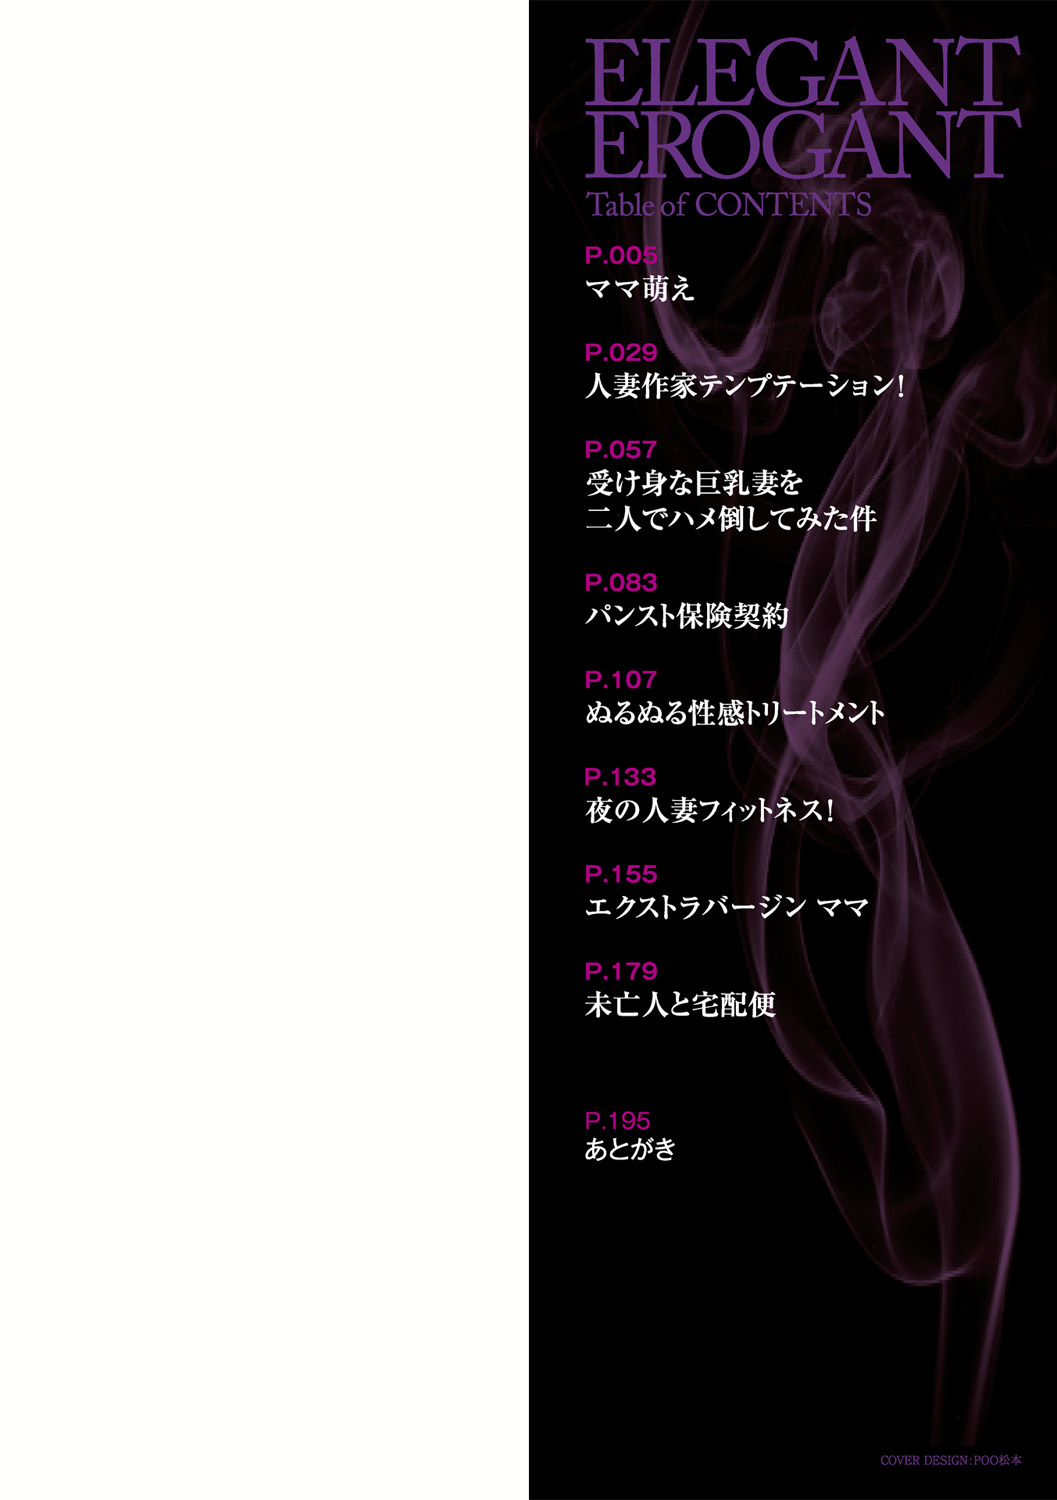 ELEGANT
EROGANT
Table of CONTENTS
P.005
ママ萌え
P.029
人妻作家テンプテーション!
P.057
受け身な巨乳妻を
二人でハメ倒してみた件
P.083
パンスト保険契約
P.107
ぬるぬる性感トリートメント
P.133
夜の人妻フィットネス!
P.155
エクストラバージン ママ
P.179
未亡人と宅配便
P.195
あとがき
COVER DESIGN:POO松本